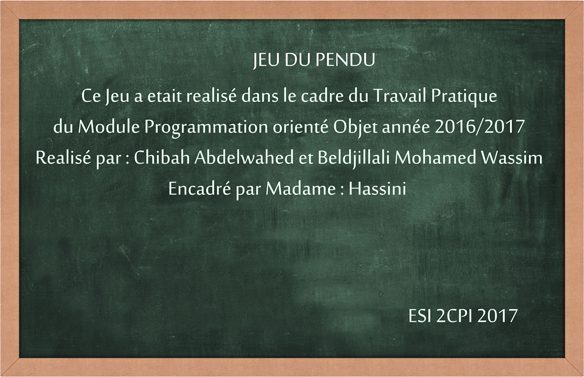 JEU DU PENDU
Ce Jeu a etait realisé dans le cadre du Travail Pratique
du Module Programmation orienté Objet année 2016/2017
Realisé par : Chibah Abdelwahed et Beldjillali Mohamed Wassim
Encadré par Madame : Hassini
ESI 2CPI 2017